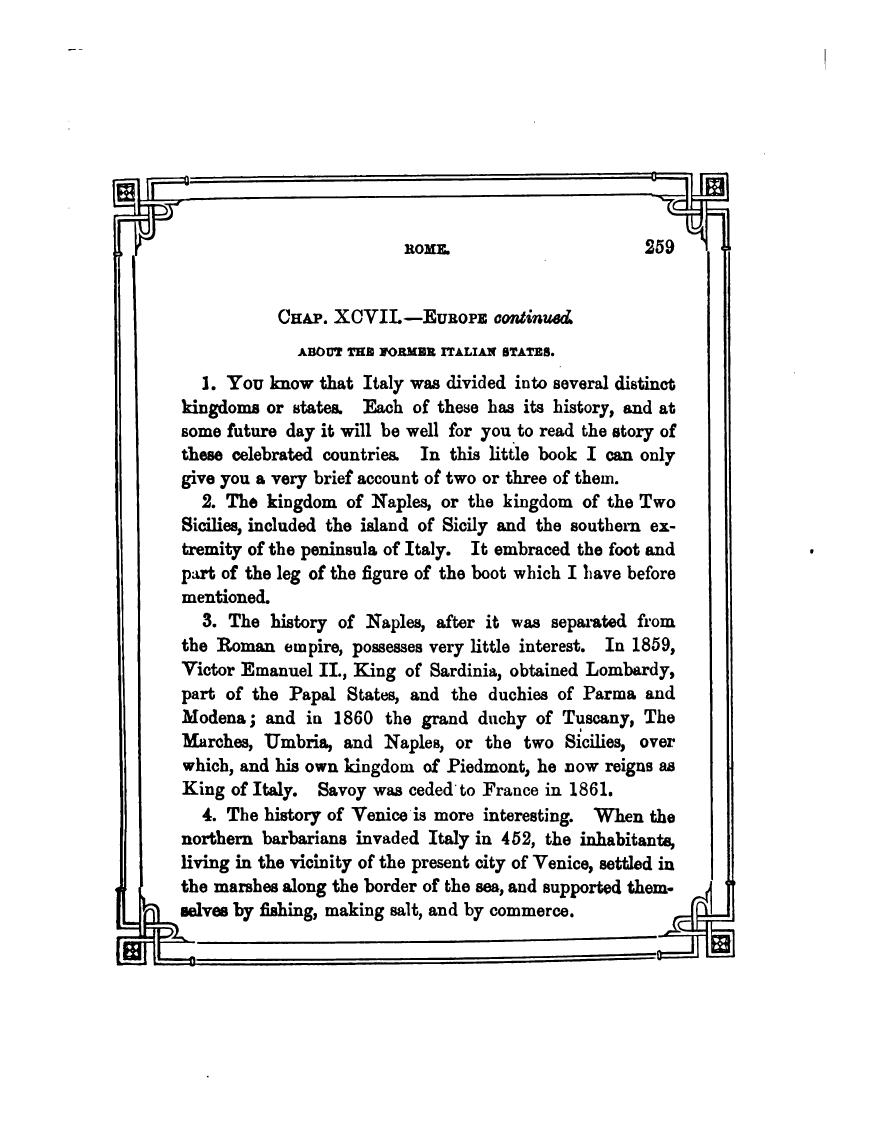 ROME. 259
CHAP. XCVII.—EUROPE continued.
ABOUT THE FORMER ITALIAN STATES.
1. You know that Italy was divided into several distinct
kingdoms or states. Each of these has its history, and at
some future day it will be well for you to read the story of
these celebrated countries. In this little book I can only
give you a very brief account of two or three of them.
2. The kingdom of Naples, or the kingdom of the Two
Sicilies, included the island of Sicily and the southern ex-
tremity of the peninsula of Italy. It embraced the foot and
part of the leg of the figure of the boot which I have before
mentioned.
3. The history of Naples, after it was separated from
the Roman empire, possesses very little interest. In 1859,
Victor Emanuel II., King of Sardinia, obtained Lombardy,
part of the Papal States, and the duchies of Parma and
Modena; and in 1860 the grand duchy of Tuscany, The
Marches, Umbria, and Naples, or the two Sicilies, over
which, and his own kingdom of Piedmont, he now reigns as
King of Italy. Savoy was ceded to France in 1861.
4. The history of Venice is more interesting. When the
northern barbarians invaded Italy in 452, the inhabitants,
living in the vicinity of the present city of Venice, settled in
the marshes along the border of the sea, and supported them-
selves by fishing, making salt, and by commerce.